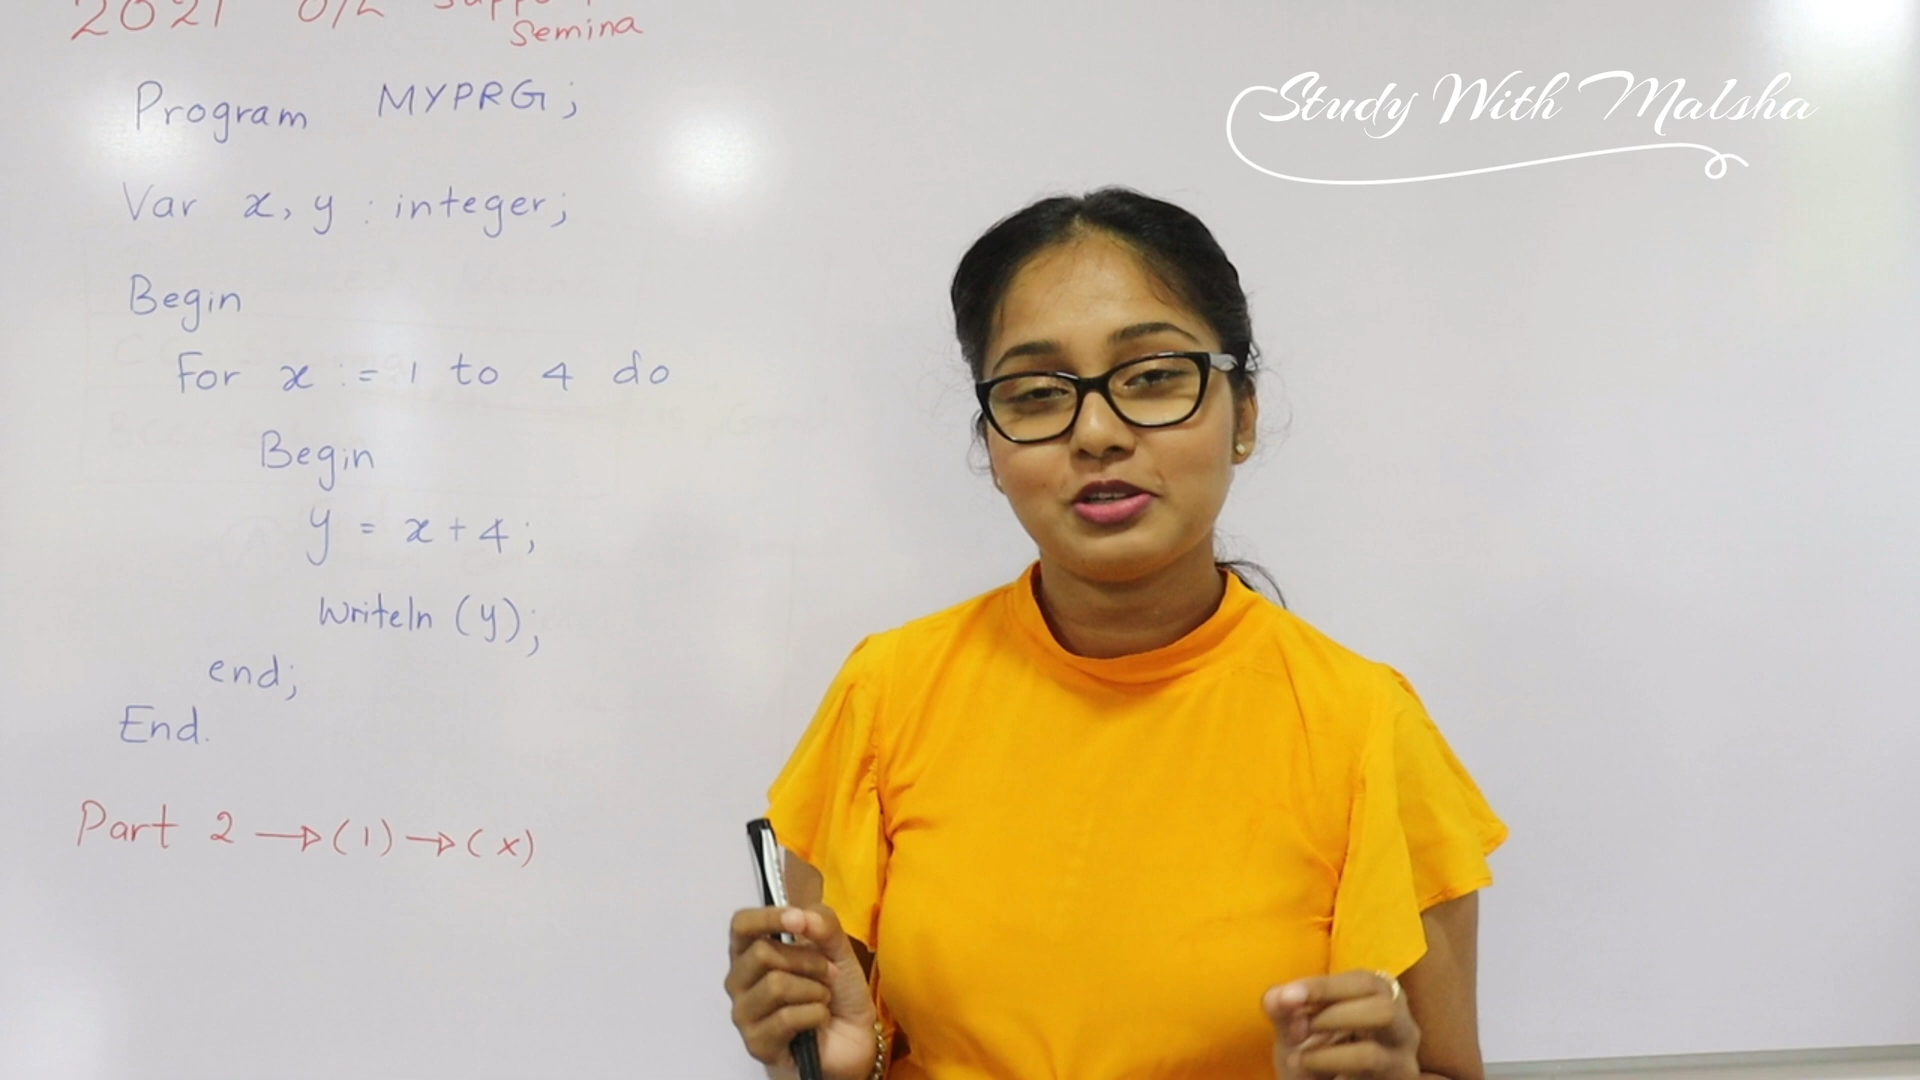 2021 O/L Support
Semina
Program MYPRG;
Var x, y : integer;
Begin
For x := 1 to 4 do
Begin
y = x + 4;
Writeln (y);
end;
End.
Part 2 → (1) → (x)
Study With Malsha